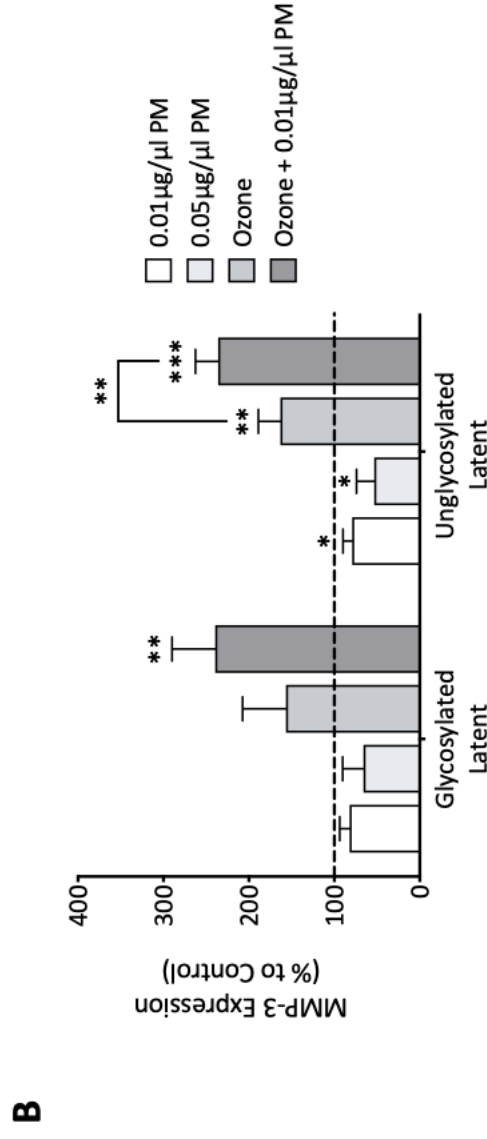 B
MMP-3 Expression
(% to Control)
400
300
200
100
0
**
**
***
**
*
*
Glycosylated
Latent
Unglycosylated
Latent
0.01µg/µl PM
0.05µg/µl PM
Ozone
Ozone + 0.01µg/µl PM